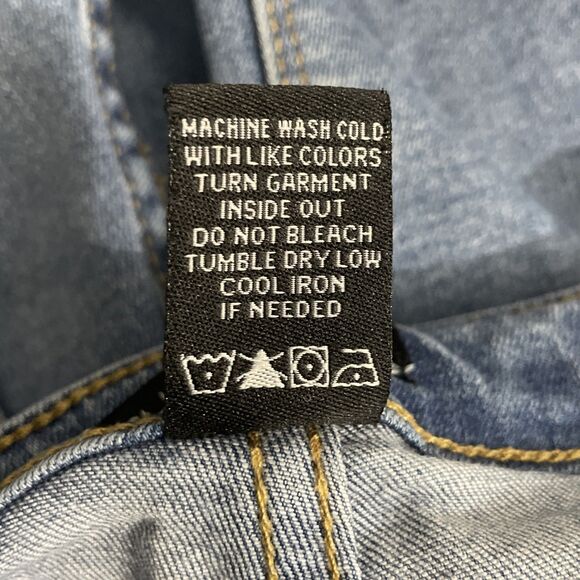 MACHINE WASH COLD
WITH LIKE COLORS
TURN GARMENT
INSIDE OUT
DO NOT BLEACH
TUMBLE DRY LOW
COOL IRON
IF NEEDED